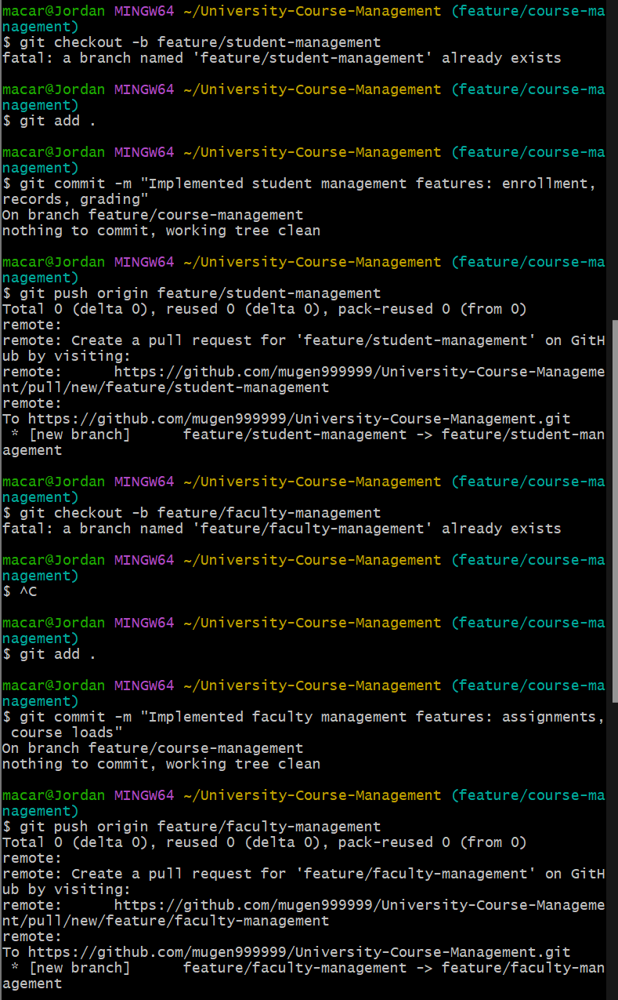 macar@Jordan MINGW64 ~/University-Course-Management (feature/course-ma
nagement)
$ git checkout -b feature/student-management
fatal: a branch named 'feature/student-management' already exists
macar@Jordan MINGW64 ~/University-Course-Management (feature/course-ma
nagement)
$ git add .
macar@Jordan MINGW64 ~/University-Course-Management (feature/course-ma
nagement)
$ git commit -m "Implemented student management features: enrollment,
records, grading"
On branch feature/course-management
nothing to commit, working tree clean
macar@Jordan MINGW64 ~/University-Course-Management (feature/course-ma
nagement)
$ git push origin feature/student-management
Total 0 (delta 0), reused 0 (delta 0), pack-reused 0 (from 0)
remote:
remote: Create a pull request for 'feature/student-management' on GitH
ub by visiting:
remote:      https://github.com/mugen999999/University-Course-Manageme
nt/pull/new/feature/student-management
remote:
To https://github.com/mugen999999/University-Course-Management.git
 * [new branch]      feature/student-management -> feature/student-man
agement
macar@Jordan MINGW64 ~/University-Course-Management (feature/course-ma
nagement)
$ git checkout -b feature/faculty-management
fatal: a branch named 'feature/faculty-management' already exists
macar@Jordan MINGW64 ~/University-Course-Management (feature/course-ma
nagement)
$ ^C
macar@Jordan MINGW64 ~/University-Course-Management (feature/course-ma
nagement)
$ git add .
macar@Jordan MINGW64 ~/University-Course-Management (feature/course-ma
nagement)
$ git commit -m "Implemented faculty management features: assignments,
 course loads"
On branch feature/course-management
nothing to commit, working tree clean
macar@Jordan MINGW64 ~/University-Course-Management (feature/course-ma
nagement)
$ git push origin feature/faculty-management
Total 0 (delta 0), reused 0 (delta 0), pack-reused 0 (from 0)
remote:
remote: Create a pull request for 'feature/faculty-management' on GitH
ub by visiting:
remote:      https://github.com/mugen999999/University-Course-Manageme
nt/pull/new/feature/faculty-management
remote:
To https://github.com/mugen999999/University-Course-Management.git
 * [new branch]      feature/faculty-management -> feature/faculty-man
agement